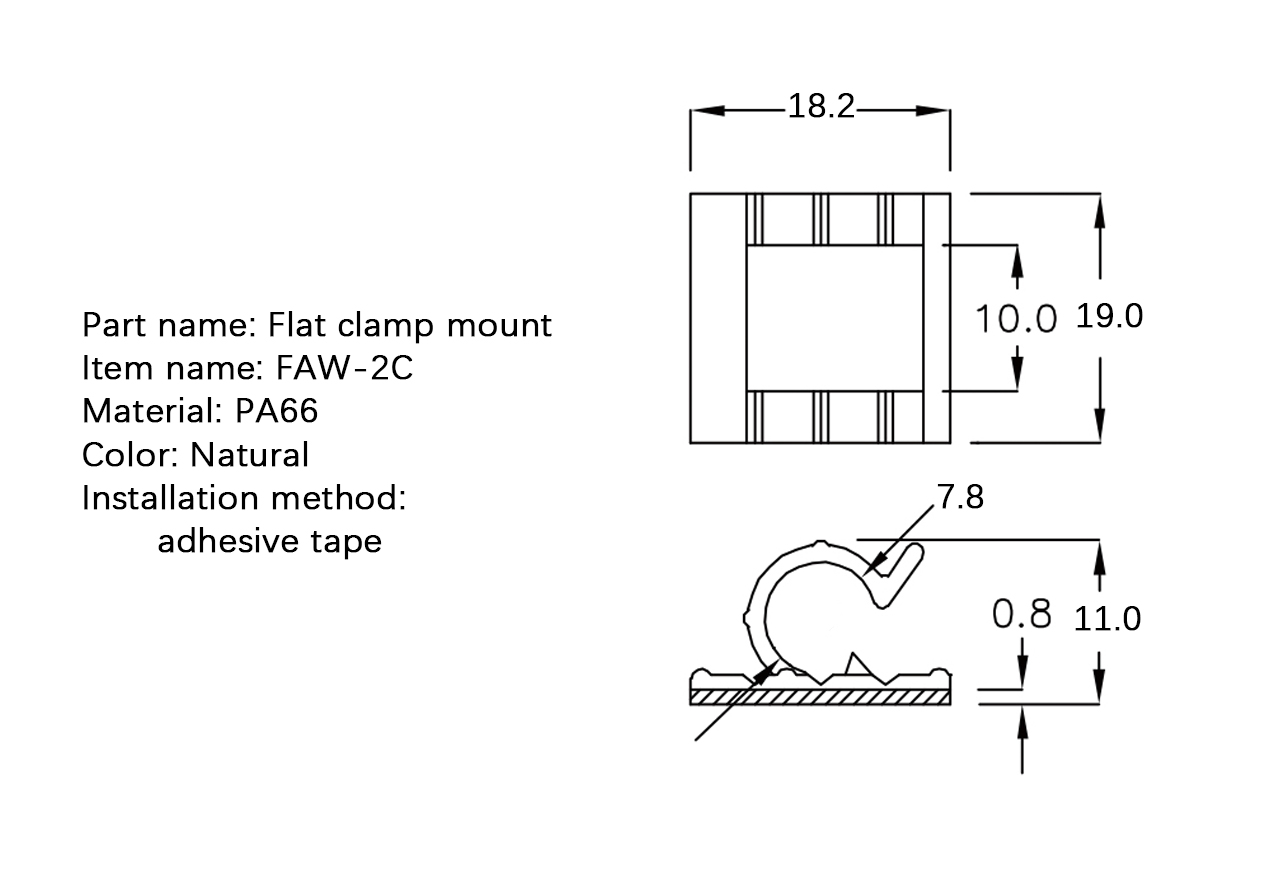 Part name: Flat clamp mount
Item name: FAW-2C
Material: PA66
Color: Natural
Installation method:
adhesive tape
18.2
10.0
19.0
7.8
0.8
11.0